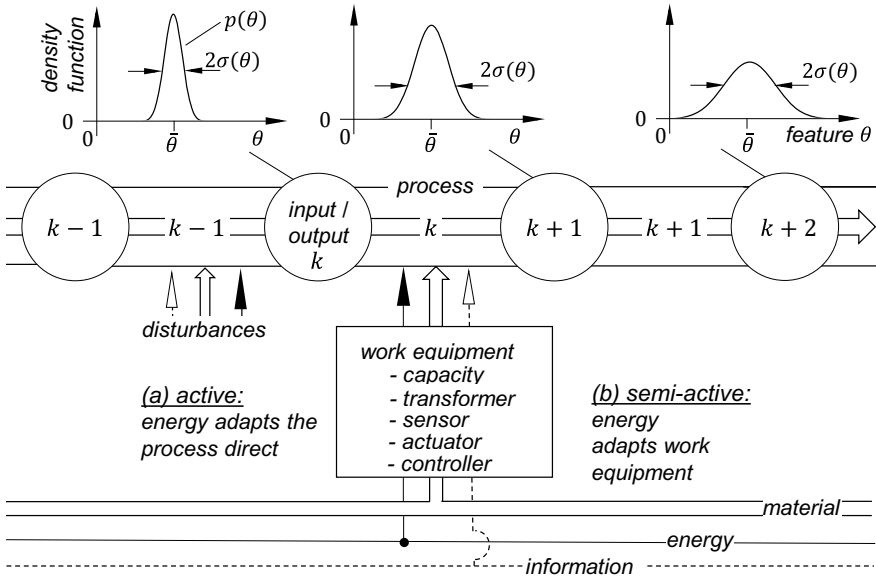 density
function
p(θ)
2σ(θ)
0
0
θ̄
θ
2σ(θ)
0
0
θ̄
θ
2σ(θ)
0
0
θ̄
feature θ
process
k − 1
k − 1
input /
output
k
k
k + 1
k + 1
k + 2
disturbances
work equipment
- capacity
- transformer
- sensor
- actuator
- controller
(a) active:
energy adapts the
process direct
(b) semi-active:
energy
adapts work
equipment
material
energy
information